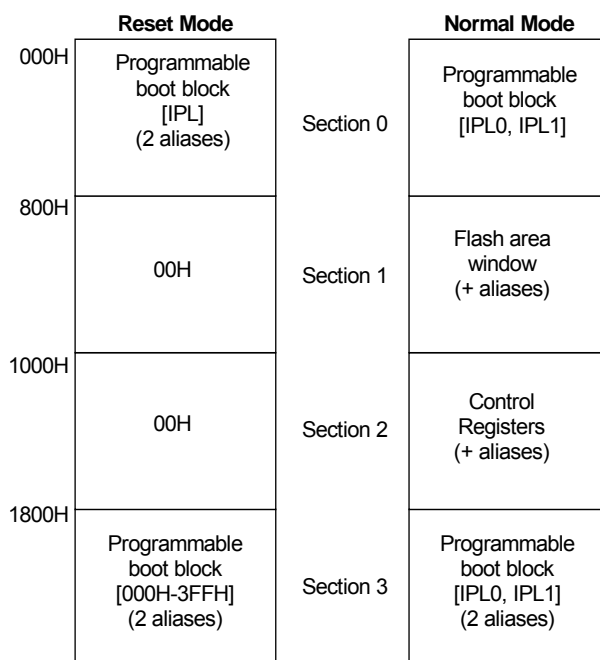 Reset Mode
Normal Mode
000H
Programmable
boot block
[IPL]
(2 aliases)
Section 0
Programmable
boot block
[IPL0, IPL1]
800H
00H
Section 1
Flash area
window
(+ aliases)
1000H
00H
Section 2
Control
Registers
(+ aliases)
1800H
Programmable
boot block
[000H-3FFH]
(2 aliases)
Section 3
Programmable
boot block
[IPL0, IPL1]
(2 aliases)